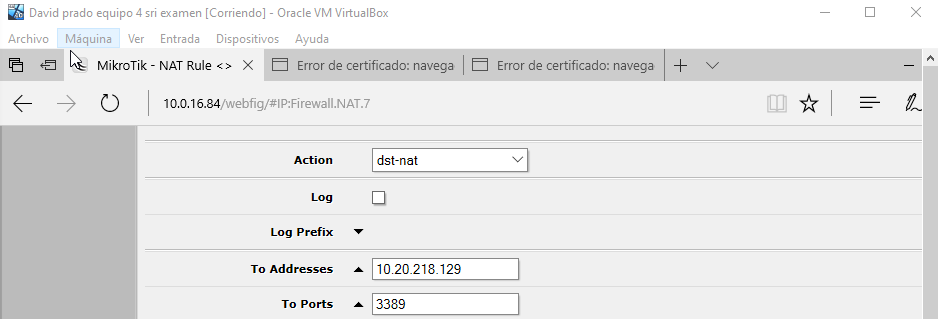 David prado equipo 4 sri examen [Corriendo] - Oracle VM VirtualBox
Archivo Máquina Ver Entrada Dispositivos Ayuda
MikroTik - NAT Rule <> Error de certificado: navega Error de certificado: navega
10.0.16.84/webfig/#IP:Firewall.NAT.7
Action dst-nat
Log
Log Prefix
To Addresses 10.20.218.129
To Ports 3389